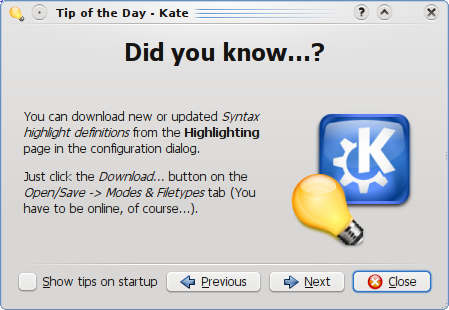 Tip of the Day - Kate
Did you know...?
You can download new or updated Syntax
highlight definitions from the Highlighting
page in the configuration dialog.
Just click the Download... button on the
Open/Save -> Modes & Filetypes tab (You
have to be online, of course...).
Show tips on startup
Previous
Next
Close